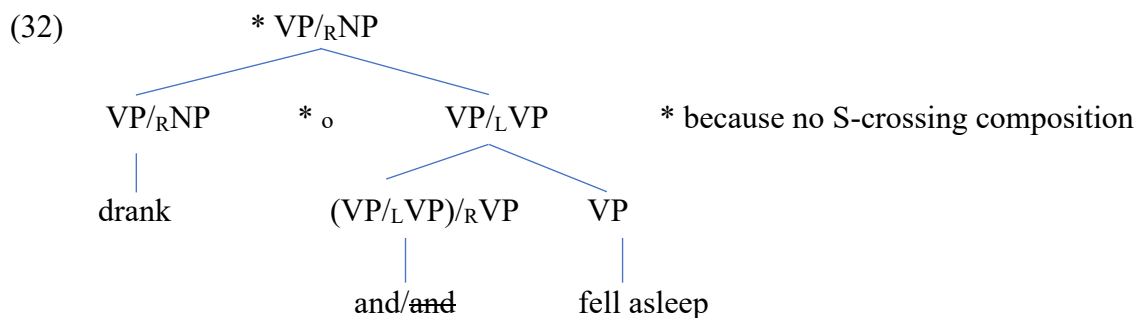 (32) * VP/RNP
VP/RNP * o VP/LVP * because no S-crossing composition
drank (VP/LVP)/RVP VP
and/and fell asleep